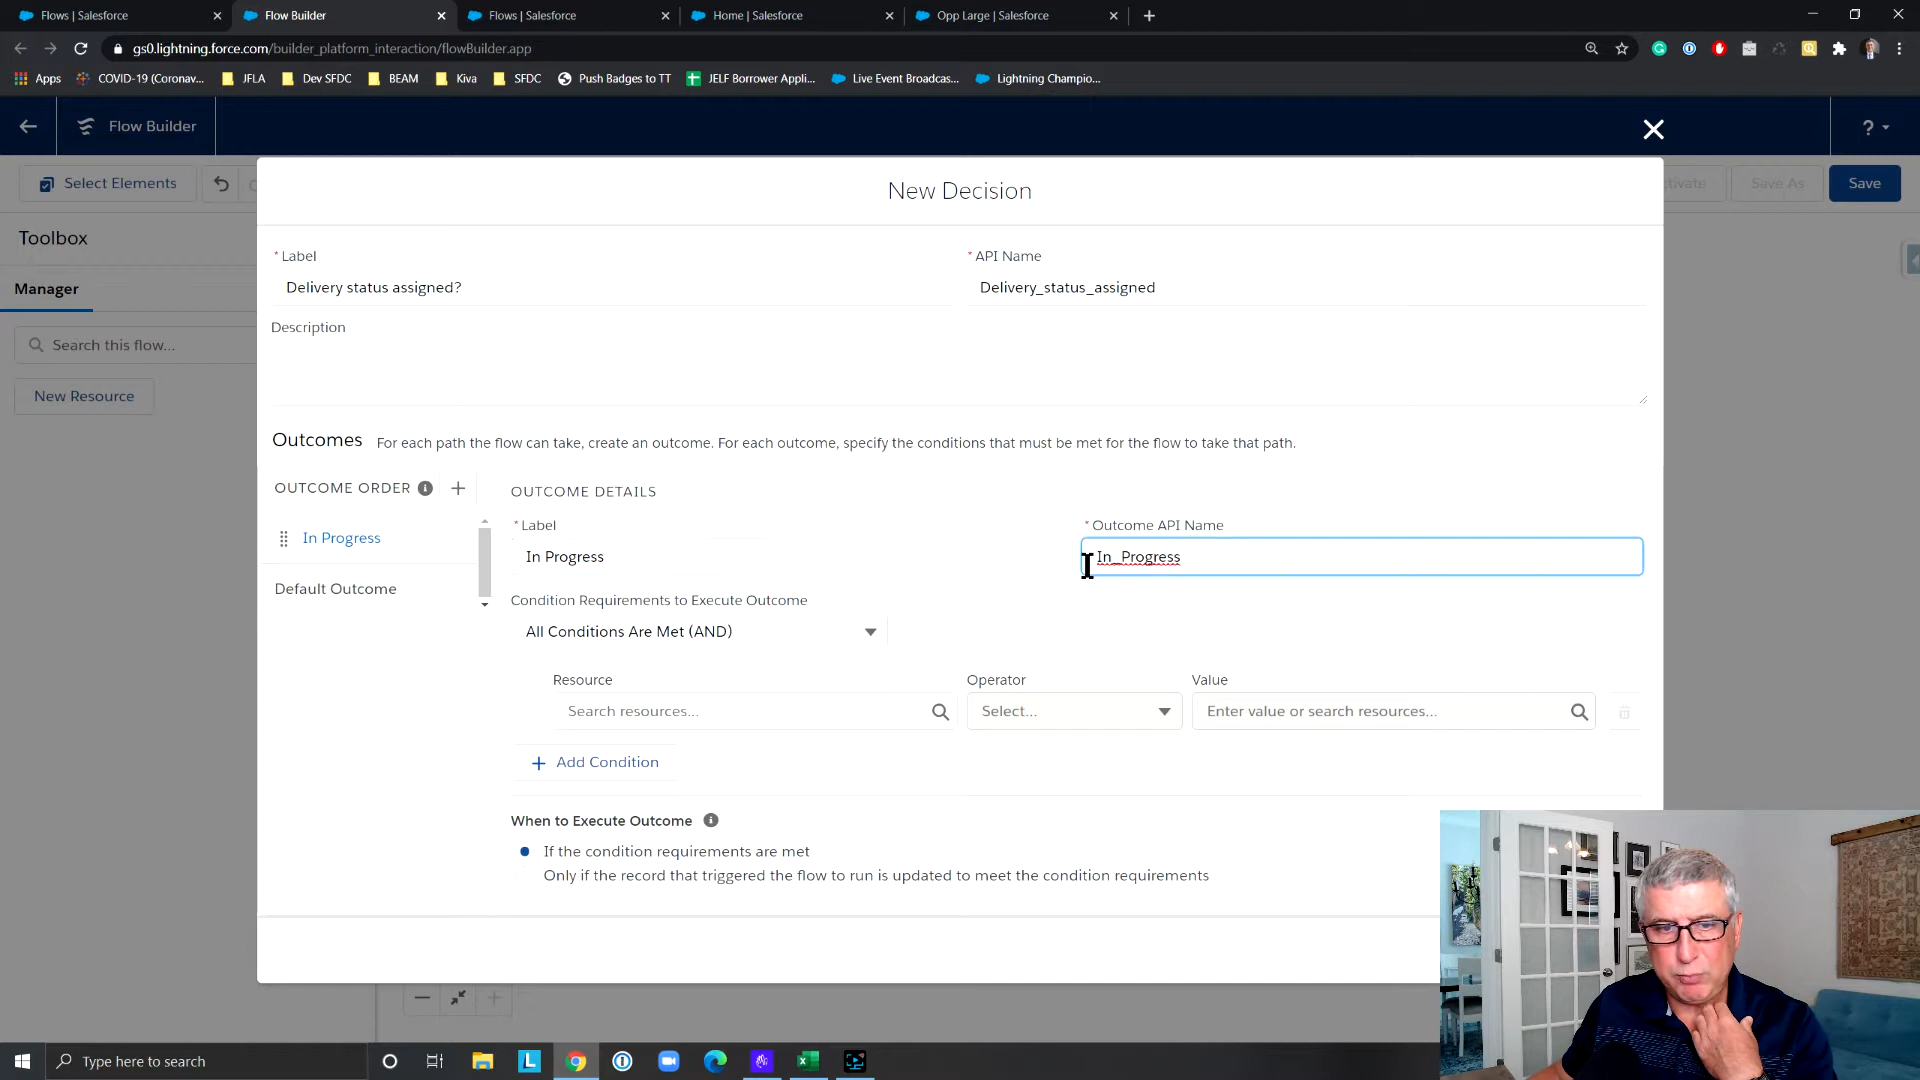 Flows | Salesforce
Flow Builder
Flows | Salesforce
Home | Salesforce
Opp Large | Salesforce
gs0.lightning.force.com/builder_platform_interaction/flowBuilder.app
Apps
COVID-19 (Coronav...
JFLA
Dev SFDC
BEAM
Kiva
SFDC
Push Badges to TT
JELF Borrower Appli...
Live Event Broadcas...
Lightning Champio...
Flow Builder
?
Select Elements
Save As
Save
Toolbox
Manager
Search this flow...
New Resource
New Decision
* Label
Delivery status assigned?
* API Name
Delivery_status_assigned
Description
Outcomes
For each path the flow can take, create an outcome. For each outcome, specify the conditions that must be met for the flow to take that path.
OUTCOME ORDER
In Progress
Default Outcome
OUTCOME DETAILS
* Label
In Progress
* Outcome API Name
In_Progress
Condition Requirements to Execute Outcome
All Conditions Are Met (AND)
Resource
Search resources...
Operator
Select...
Value
Enter value or search resources...
Add Condition
When to Execute Outcome
If the condition requirements are met
Only if the record that triggered the flow to run is updated to meet the condition requirements
Type here to search